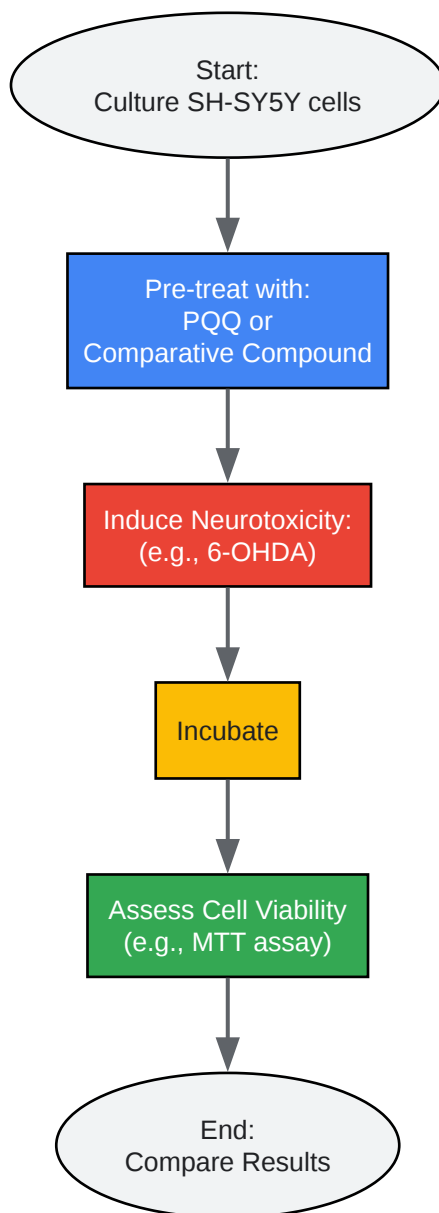 Start:
Culture SH-SY5Y cells
Pre-treat with:
PQQ or
Comparative Compound
Induce Neurotoxicity:
(e.g., 6-OHDA)
Incubate
Assess Cell Viability
(e.g., MTT assay)
End:
Compare Results